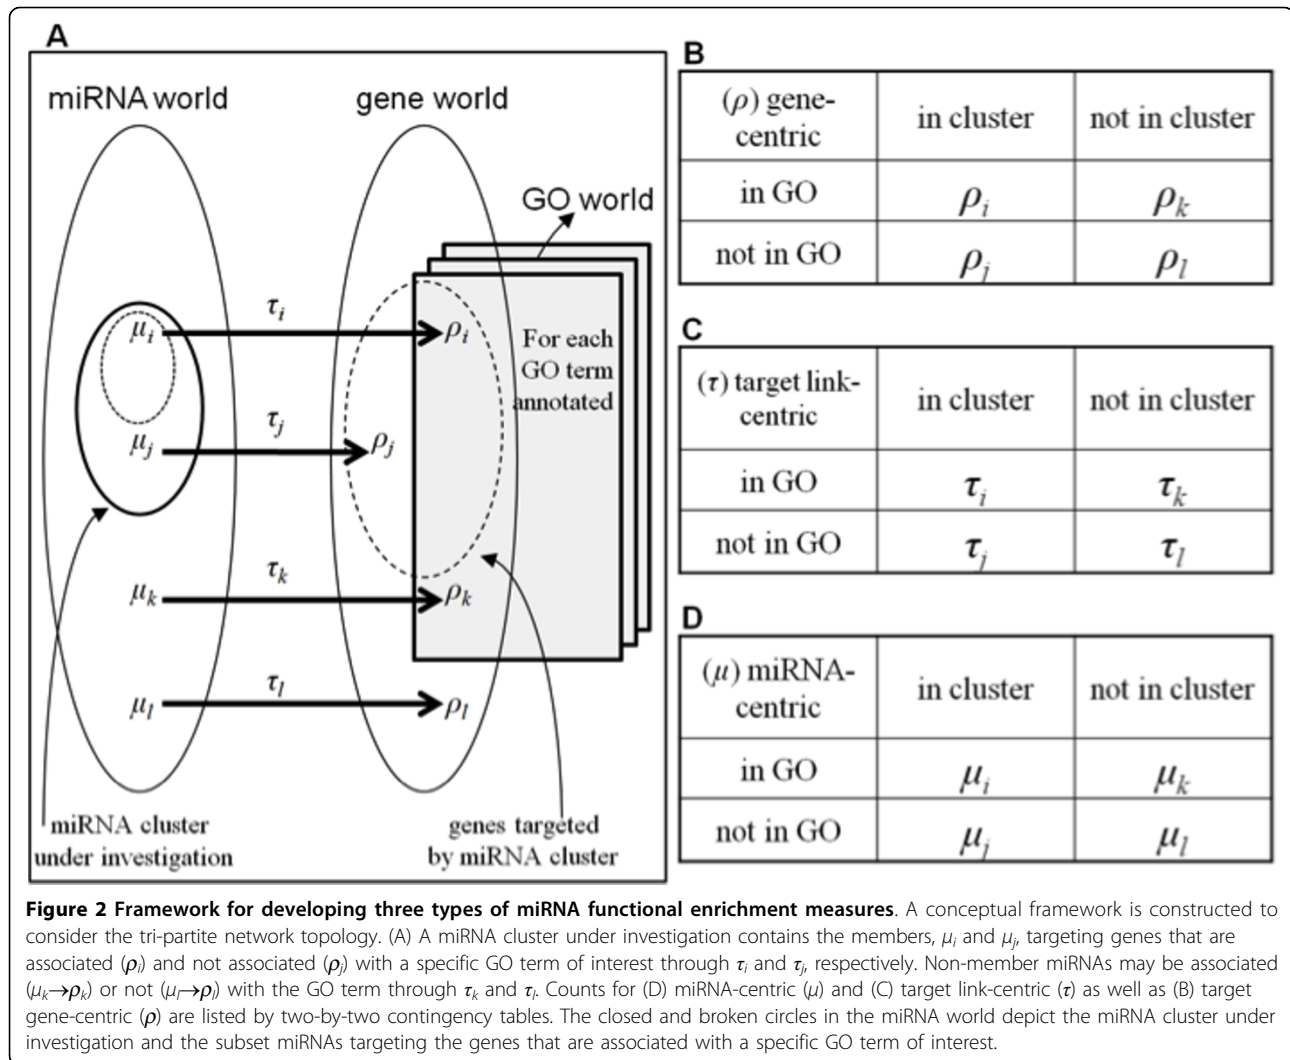 A
miRNA world
gene world
GO world
τi
μi
ρi
For each
GO term
annotated
τj
μj
ρj
τk
μk
ρk
τl
μl
ρl
miRNA cluster
under investigation
genes targeted
by miRNA cluster
B
(ρ) gene-
centric
in cluster
not in cluster
in GO
ρi
ρk
not in GO
ρj
ρl
C
(τ) target link-
centric
in cluster
not in cluster
in GO
τi
τk
not in GO
τj
τl
D
(μ) miRNA-
centric
in cluster
not in cluster
in GO
μi
μk
not in GO
μj
μl
Figure 2 Framework for developing three types of miRNA functional enrichment measures. A conceptual framework is constructed to
consider the tri-partite network topology. (A) A miRNA cluster under investigation contains the members, μi and μj, targeting genes that are
associated (ρi) and not associated (ρj) with a specific GO term of interest through τi and τj, respectively. Non-member miRNAs may be associated
(μk→ρk) or not (μl→ρl) with the GO term through τk and τl. Counts for (D) miRNA-centric (μ) and (C) target link-centric (τ) as well as (B) target
gene-centric (ρ) are listed by two-by-two contingency tables. The closed and broken circles in the miRNA world depict the miRNA cluster under
investigation and the subset miRNAs targeting the genes that are associated with a specific GO term of interest.